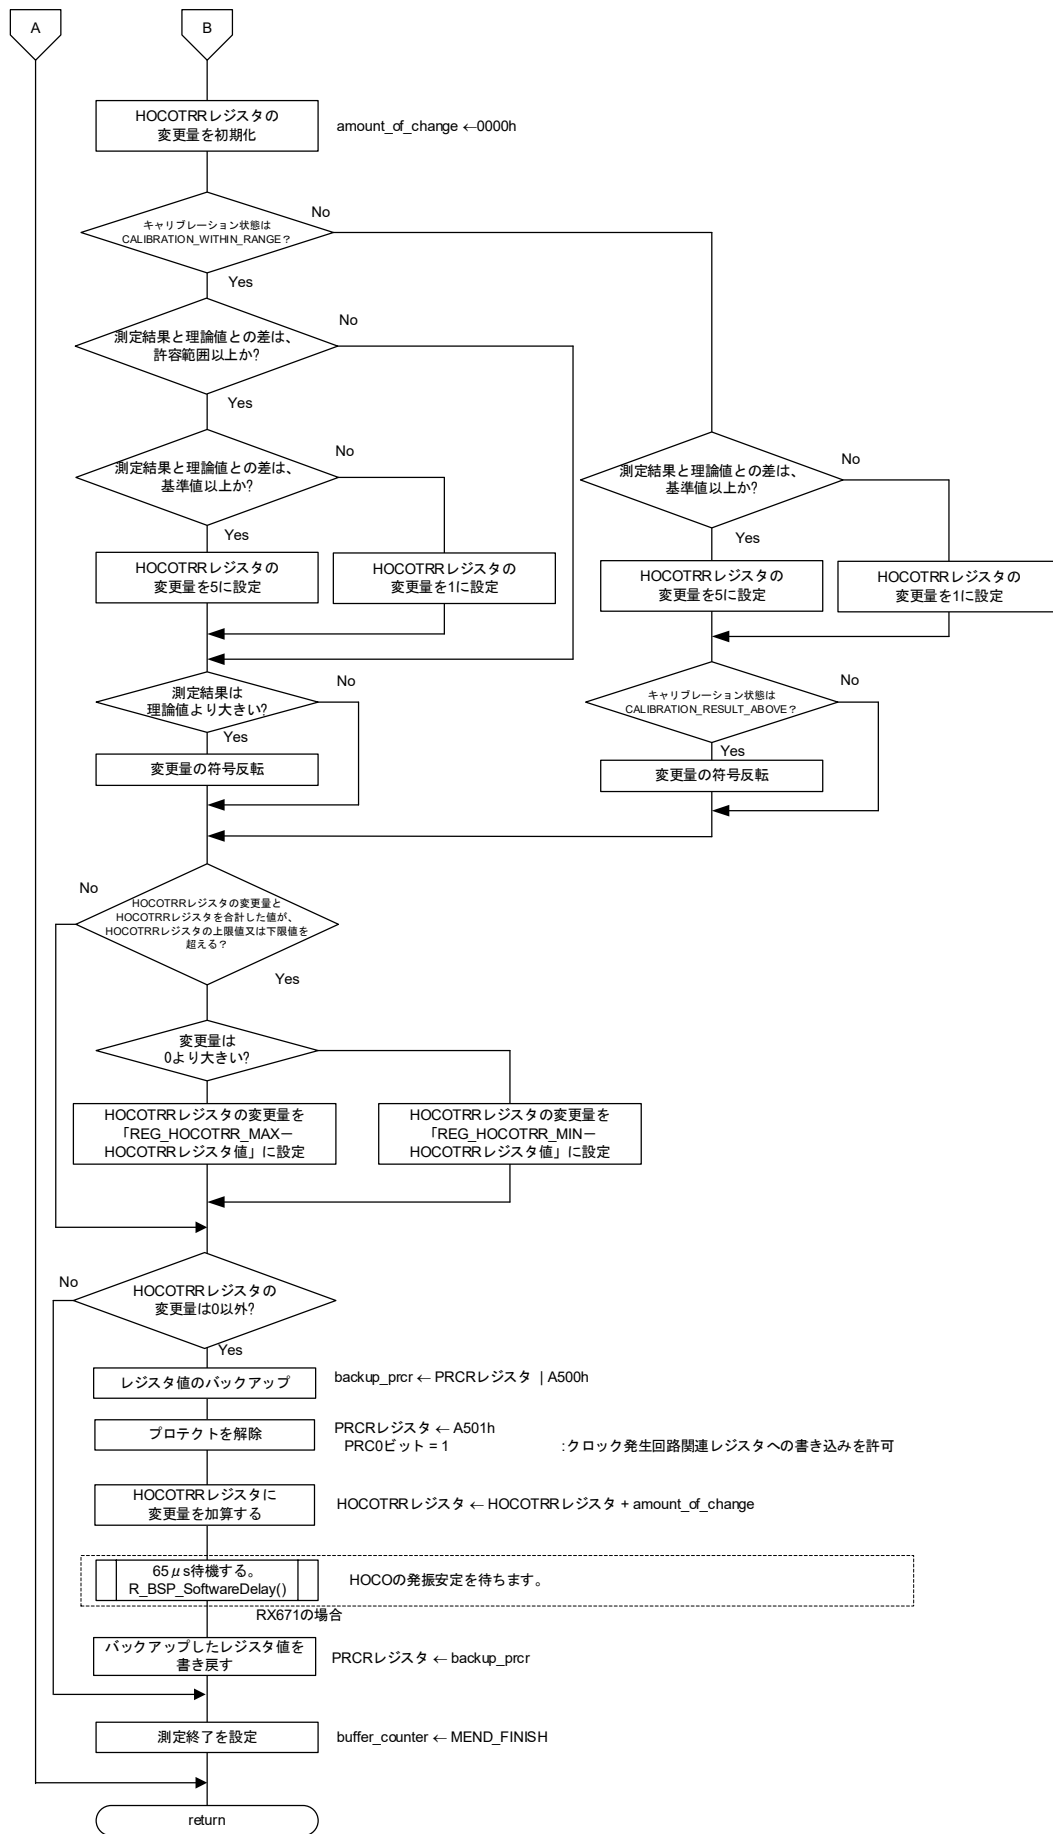 A
B
HOCOTRRレジスタの
変更量を初期化
amount_of_change ←0000h
キャリブレーション状態は
CALIBRATION_WITHIN_RANGE？
No
Yes
測定結果と理論値との差は、
許容範囲以上か?
No
Yes
測定結果と理論値との差は、
基準値以上か?
No
Yes
測定結果と理論値との差は、
基準値以上か?
No
Yes
HOCOTRRレジスタの
変更量を5に設定
HOCOTRRレジスタの
変更量を1に設定
HOCOTRRレジスタの
変更量を5に設定
HOCOTRRレジスタの
変更量を1に設定
測定結果は
理論値より大きい?
No
Yes
キャリブレーション状態は
CALIBRATION_RESULT_ABOVE？
No
Yes
変更量の符号反転
変更量の符号反転
No
HOCOTRRレジスタの変更量と
HOCOTRRレジスタを合計した値が、
HOCOTRRレジスタの上限値又は下限値を
超える？
Yes
変更量は
0より大きい?
HOCOTRRレジスタの変更量を
「REG_HOCOTRR_MAX－
HOCOTRRレジスタ値」に設定
HOCOTRRレジスタの変更量を
「REG_HOCOTRR_MIN－
HOCOTRRレジスタ値」に設定
No
HOCOTRRレジスタの
変更量は0以外?
Yes
レジスタ値のバックアップ
backup_prcr ← PRCRレジスタ | A500h
プロテクトを解除
PRCRレジスタ ← A501h
PRC0ビット = 1 :クロック発生回路関連レジスタへの書き込みを許可
HOCOTRRレジスタに
変更量を加算する
HOCOTRRレジスタ ← HOCOTRRレジスタ + amount_of_change
65μs待機する。
R_BSP_SoftwareDelay()
HOCOの発振安定を待ちます。
RX671の場合
バックアップしたレジスタ値を
書き戻す
PRCRレジスタ ← backup_prcr
測定終了を設定
buffer_counter ← MEND_FINISH
return